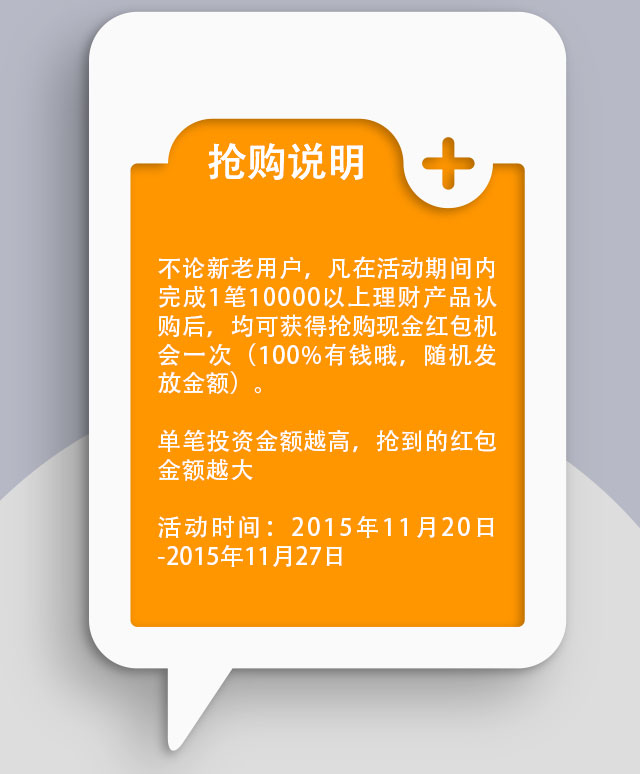 抢购说明
不论新老用户，凡在活动期间内
完成1笔10000以上理财产品认
购后，均可获得抢购现金红包机
会一次（100%有钱哦，随机发
放金额）。
单笔投资金额越高，抢到的红包
金额越大
活动时间：2015年11月20日
-2015年11月27日